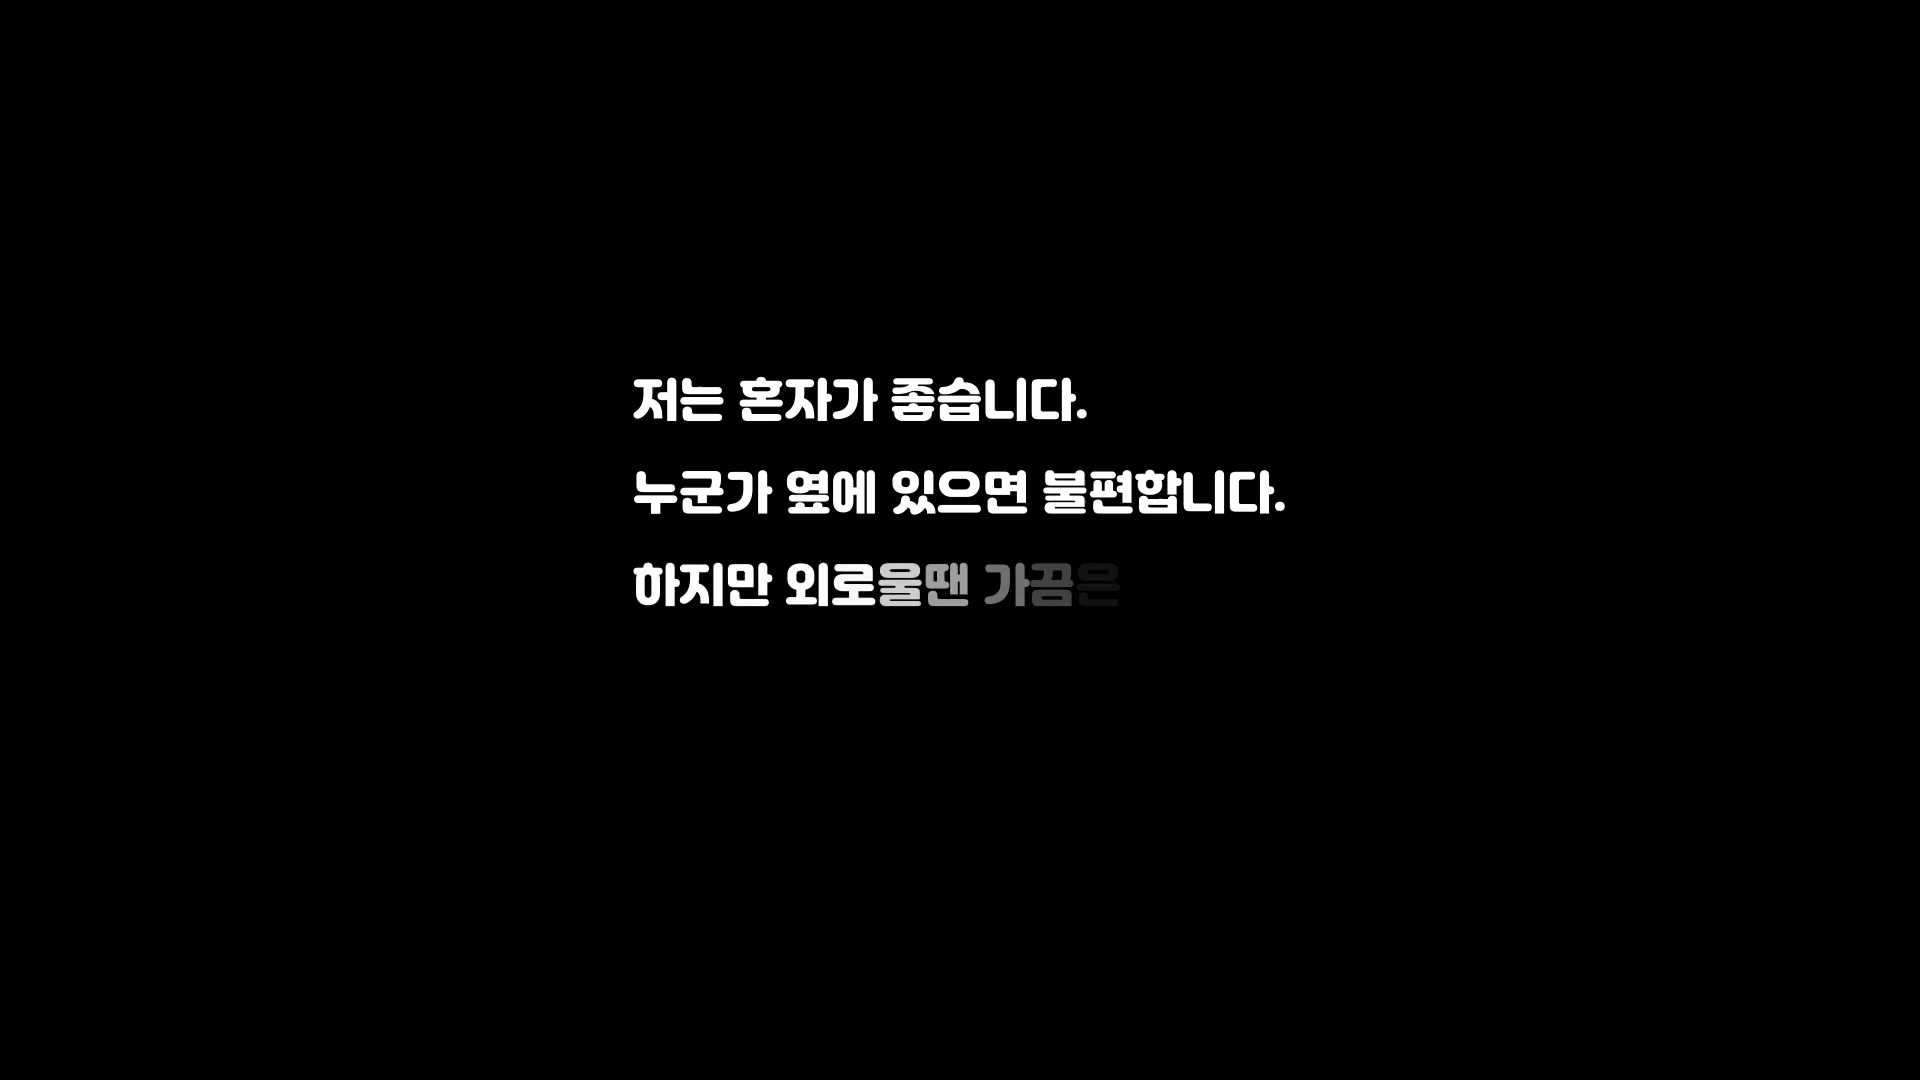 저는 혼자가 좋습니다.
누군가 옆에 있으면 불편합니다.
하지만 외로울땐 가끔은